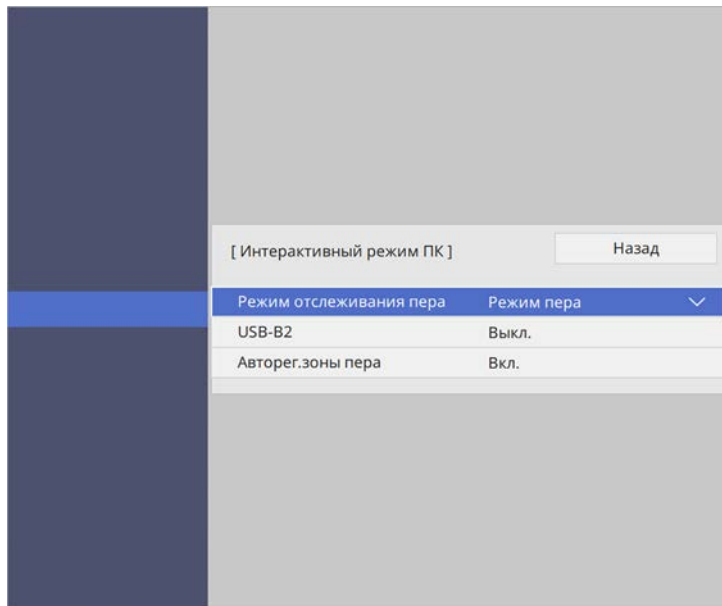 [ Интерактивный режим ПК ] Назад
Режим отслеживания пера Режим пера
USB-B2 Выкл.
Авторег.зоны пера Вкл.